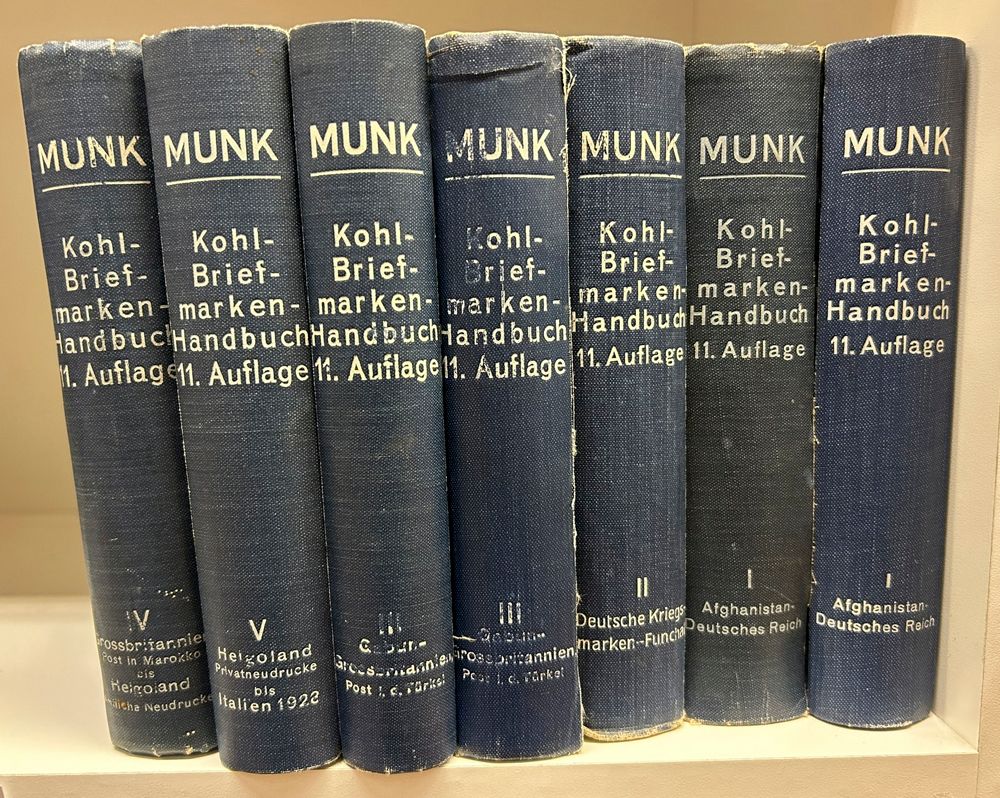 MUNK
Kohl-
Brief-
marken-
Handbuch
11. Auflage
IV
Grossbritannien
Post in Marokko
bis
Helgoland
Neudrucke
MUNK
Kohl-
Brief-
marken-
Handbuch
11. Auflage
V
Helgoland
Privatneudrucke
bis
Italien 1928
MUNK
Kohl-
Brief-
marken-
Handbuch
11. Auflage
III
Gabun-
Grossbritannien
Post i. d. Türkei
MUNK
Kohl-
Brief-
marken-
Handbuch
11. Auflage
III
Gabun-
Grossbritannien
Post i. d. Türkei
MUNK
Kohl-
Brief-
marken-
Handbuch
11. Auflage
II
Deutsche Kriegs-
marken-Funchal
MUNK
Kohl-
Brief-
marken-
Handbuch
11. Auflage
I
Afghanistan-
Deutsches Reich
MUNK
Kohl-
Brief-
marken-
Handbuch
11. Auflage
I
Afghanistan-
Deutsches Reich